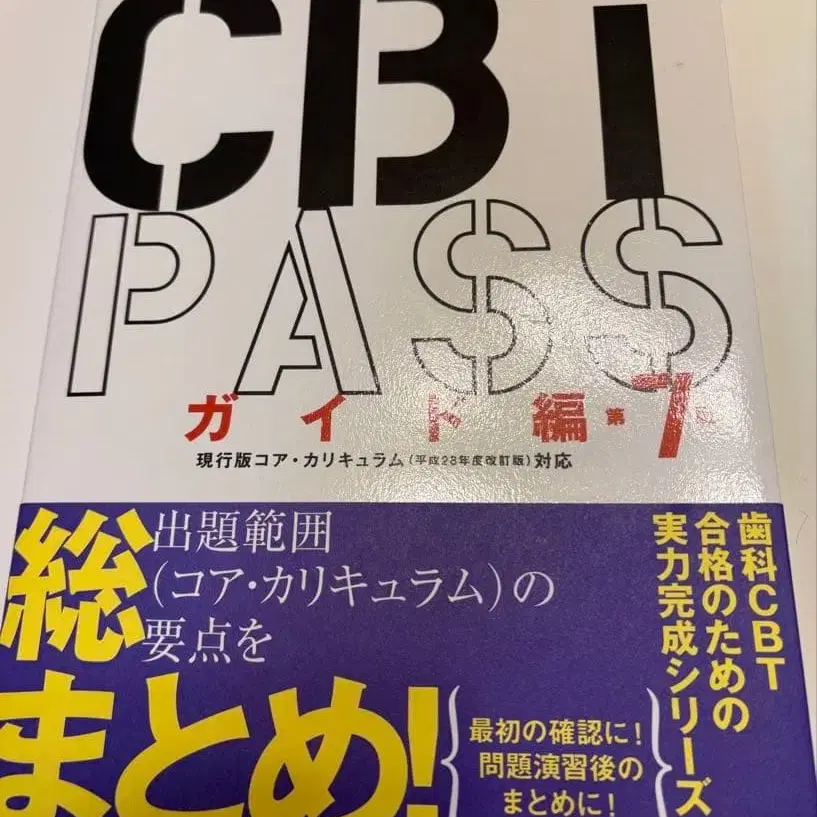 CBT
PASS
ガイド編 第7版
現行版コア・カリキュラム(平成23年度改訂版)対応
歯科CBT
合格のための
実力完成シリーズ
出題範囲
(コア・カリキュラム)の
要点を
総
まとめ!
最初の確認に!
問題演習後の
まとめに!